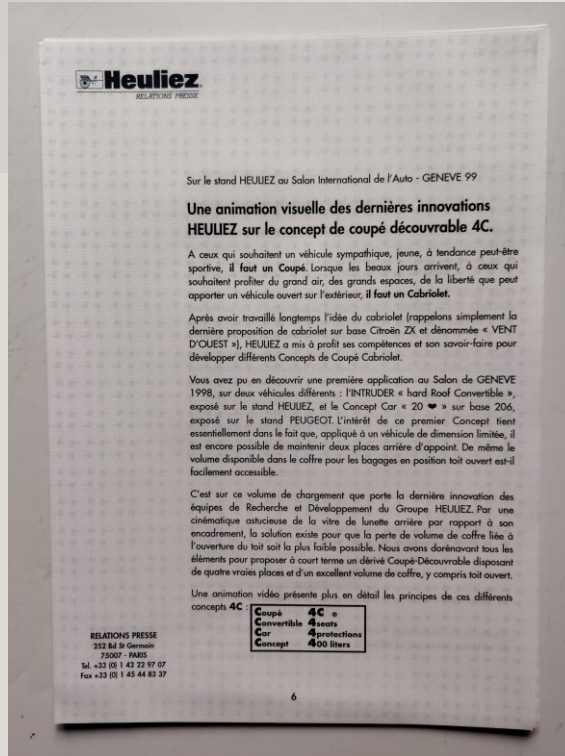 Heuliez
RELATIONS PRESSE
Sur le stand HEULIEZ au Salon International de l'Auto - GENEVE 99
Une animation visuelle des dernières innovations
HEULIEZ sur le concept de coupé découvrable 4C.
A ceux qui souhaitent un véhicule sympathique, jeune, à tendance peut-être
sportive, il faut un Coupé. Lorsque les beaux jours arrivent, à ceux qui
souhaitent profiter du grand air, des grands espaces, de la liberté que peut
apporter un véhicule ouvert sur l'extérieur, il faut un Cabriolet.
Après avoir travaillé longtemps l'idée du cabriolet (rappelons simplement la
dernière proposition de cabriolet sur base Citroën ZX et dénommée « VENT
D'OUEST »), HEULIEZ a mis à profit ses compétences et son savoir-faire pour
développer différents Concepts de Coupé Cabriolet.
Vous avez pu en découvrir une première application au Salon de GENEVE
1998, sur deux véhicules différents : l'INTRUDER « hard Roof Convertible »,
exposé sur le stand HEULIEZ, et le Concept Car « 20 ❤ » sur base 206,
exposé sur le stand PEUGEOT. L'intérêt de ce premier Concept tient
essentiellement dans le fait que, appliqué à un véhicule de dimension limitée, il
est encore possible de maintenir deux places arrière d'appoint. De même le
volume disponible dans le coffre pour les bagages en position toit ouvert est-il
facilement accessible.
C'est sur ce volume de chargement que porte la dernière innovation des
équipes de Recherche et Développement du Groupe HEULIEZ. Par une
cinématique astucieuse de la vitre de lunette arrière par rapport à son
encadrement, la solution existe pour que la perte de volume de coffre liée à
l'ouverture du toit soit la plus faible possible. Nous avons dorénavant tous les
éléments pour proposer à court terme un dérivé Coupé-Découvrable disposant
de quatre vraies places et d'un excellent volume de coffre, y compris toit ouvert.
Une animation vidéo présente plus en détail les principes de ces différents
concepts 4C :
Coupé 4C ®
Convertible 4seats
Car 4protections
Concept 400 liters
RELATIONS PRESSE
252 Bd St Germain
75007 - PARIS
Tel. +33 (0) 1 42 22 97 07
Fax +33 (0) 1 45 44 83 37
6